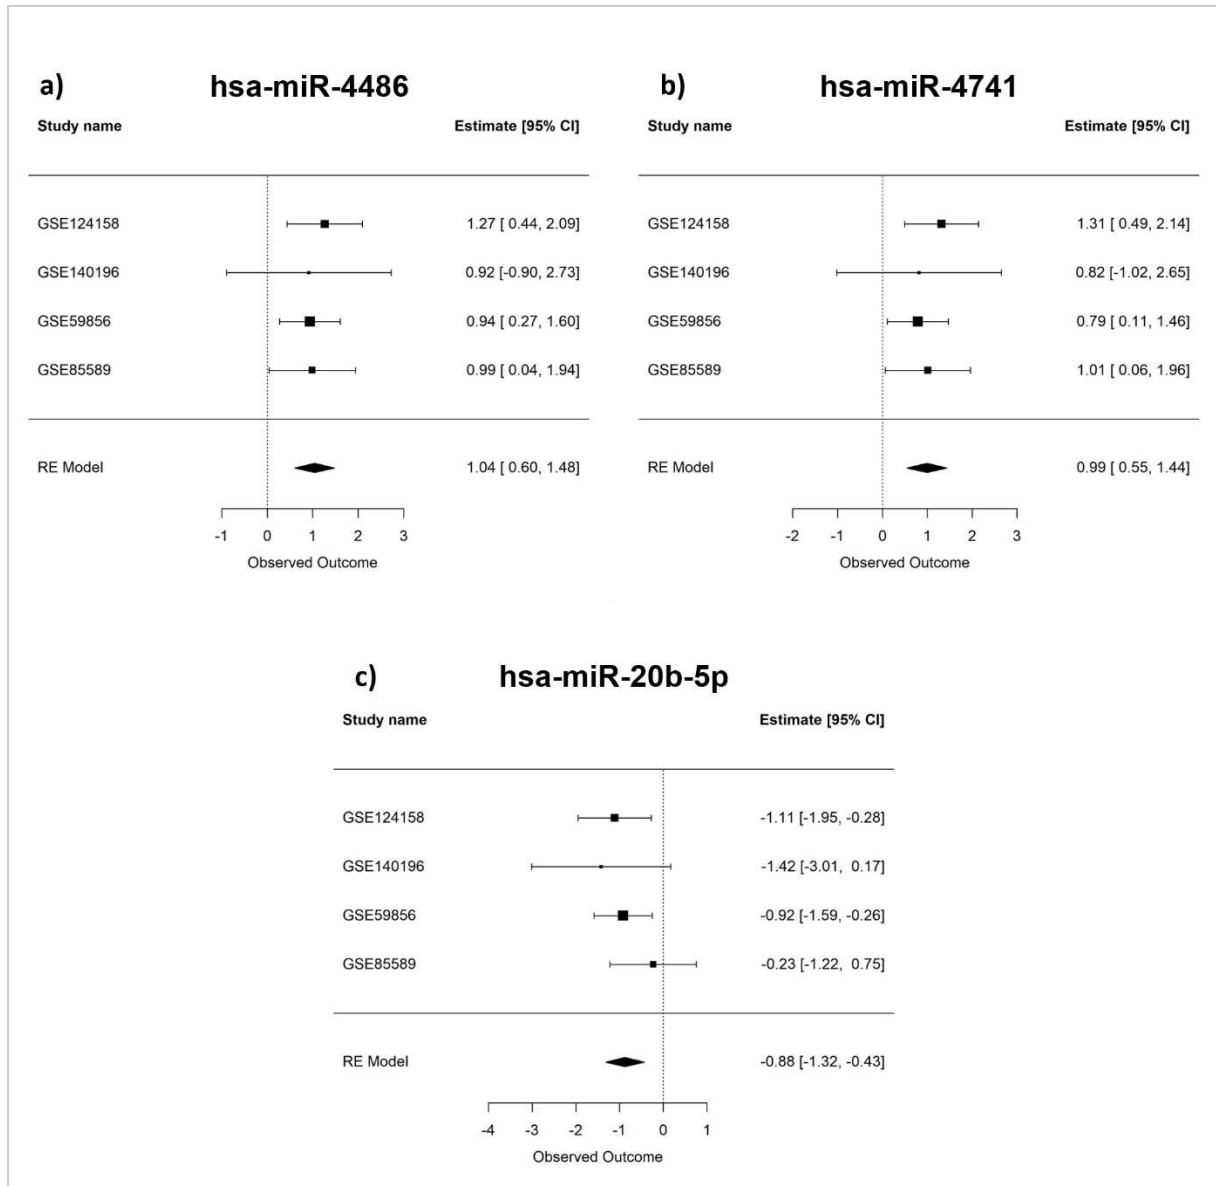 a) hsa-miR-4486
Study name Estimate [95% CI]
GSE124158 1.27 [ 0.44, 2.09]
GSE140196 0.92 [-0.90, 2.73]
GSE59856 0.94 [ 0.27, 1.60]
GSE85589 0.99 [ 0.04, 1.94]
RE Model 1.04 [ 0.60, 1.48]
-1 0 1 2 3
Observed Outcome
b) hsa-miR-4741
Study name Estimate [95% CI]
GSE124158 1.31 [ 0.49, 2.14]
GSE140196 0.82 [-1.02, 2.65]
GSE59856 0.79 [ 0.11, 1.46]
GSE85589 1.01 [ 0.06, 1.96]
RE Model 0.99 [ 0.55, 1.44]
-2 -1 0 1 2 3
Observed Outcome
c) hsa-miR-20b-5p
Study name Estimate [95% CI]
GSE124158 -1.11 [-1.95, -0.28]
GSE140196 -1.42 [-3.01, 0.17]
GSE59856 -0.92 [-1.59, -0.26]
GSE85589 -0.23 [-1.22, 0.75]
RE Model -0.88 [-1.32, -0.43]
-4 -3 -2 -1 0 1
Observed Outcome